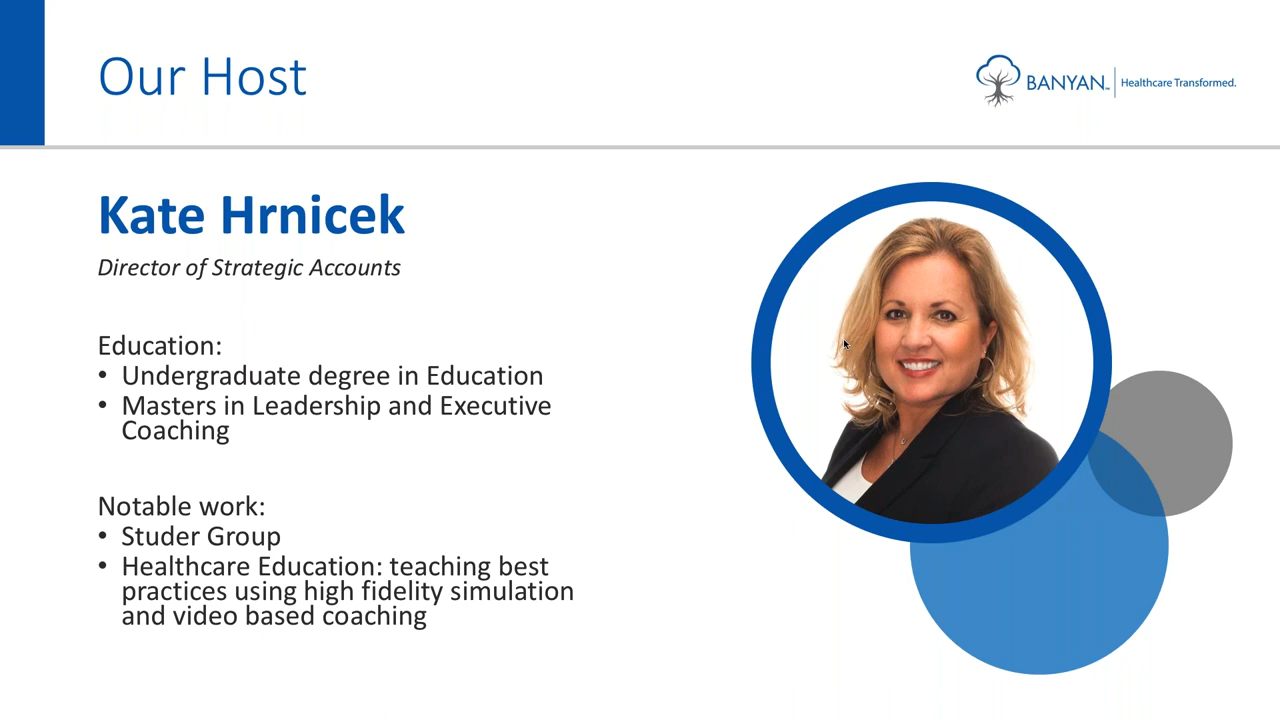 Our Host
BANYAN™ | Healthcare Transformed.
Kate Hrnicek
Director of Strategic Accounts
Education:
• Undergraduate degree in Education
• Masters in Leadership and Executive
Coaching
Notable work:
• Studer Group
• Healthcare Education: teaching best
practices using high fidelity simulation
and video based coaching